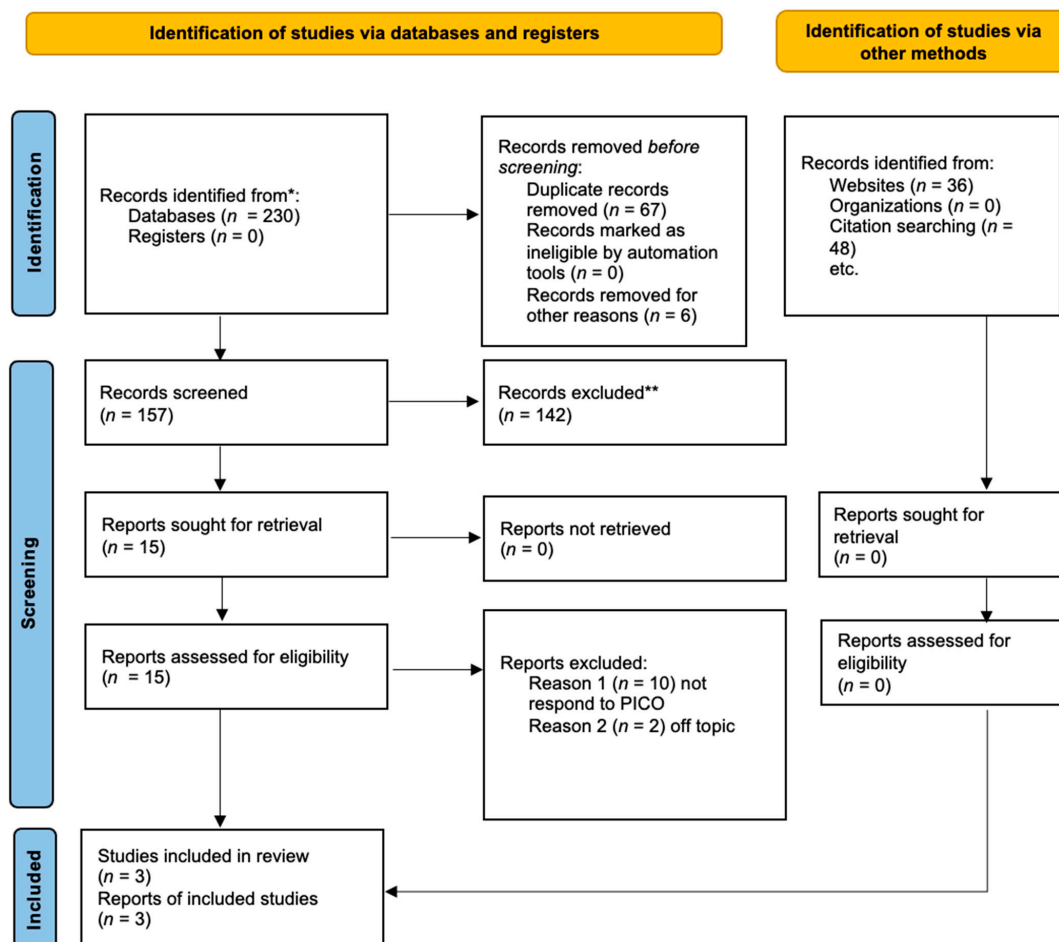 Identification of studies via databases and registers
Identification of studies via
other methods
Identification
Records identified from*:
Databases (n = 230)
Registers (n = 0)
Records removed before
screening:
Duplicate records
removed (n = 67)
Records marked as
ineligible by automation
tools (n = 0)
Records removed for
other reasons (n = 6)
Records identified from:
Websites (n = 36)
Organizations (n = 0)
Citation searching (n =
48)
etc.
Screening
Records screened
(n = 157)
Records excluded**
(n = 142)
Reports sought for retrieval
(n = 15)
Reports not retrieved
(n = 0)
Reports sought for
retrieval
(n = 0)
Reports assessed for eligibility
(n = 15)
Reports excluded:
Reason 1 (n = 10) not
respond to PICO
Reason 2 (n = 2) off topic
Reports assessed for
eligibility
(n = 0)
Included
Studies included in review
(n = 3)
Reports of included studies
(n = 3)